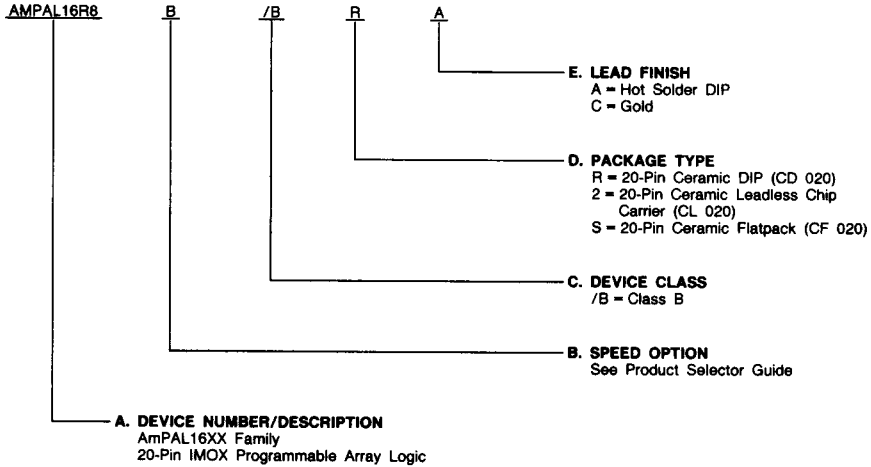 AMPAL16R8 B /B R A
E. LEAD FINISH
A = Hot Solder DIP
C = Gold
D. PACKAGE TYPE
R = 20-Pin Ceramic DIP (CD 020)
2 = 20-Pin Ceramic Leadless Chip
Carrier (CL 020)
S = 20-Pin Ceramic Flatpack (CF 020)
C. DEVICE CLASS
/B = Class B
B. SPEED OPTION
See Product Selector Guide
A. DEVICE NUMBER/DESCRIPTION
AmPAL16XX Family
20-Pin IMOX Programmable Array Logic